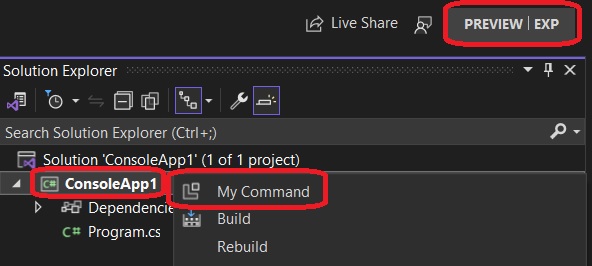 Live Share
PREVIEW | EXP
Solution Explorer
Search Solution Explorer (Ctrl+;)
Solution 'ConsoleApp1' (1 of 1 project)
C# ConsoleApp1
My Command
Dependencie
Build
C# Program.cs
Rebuild